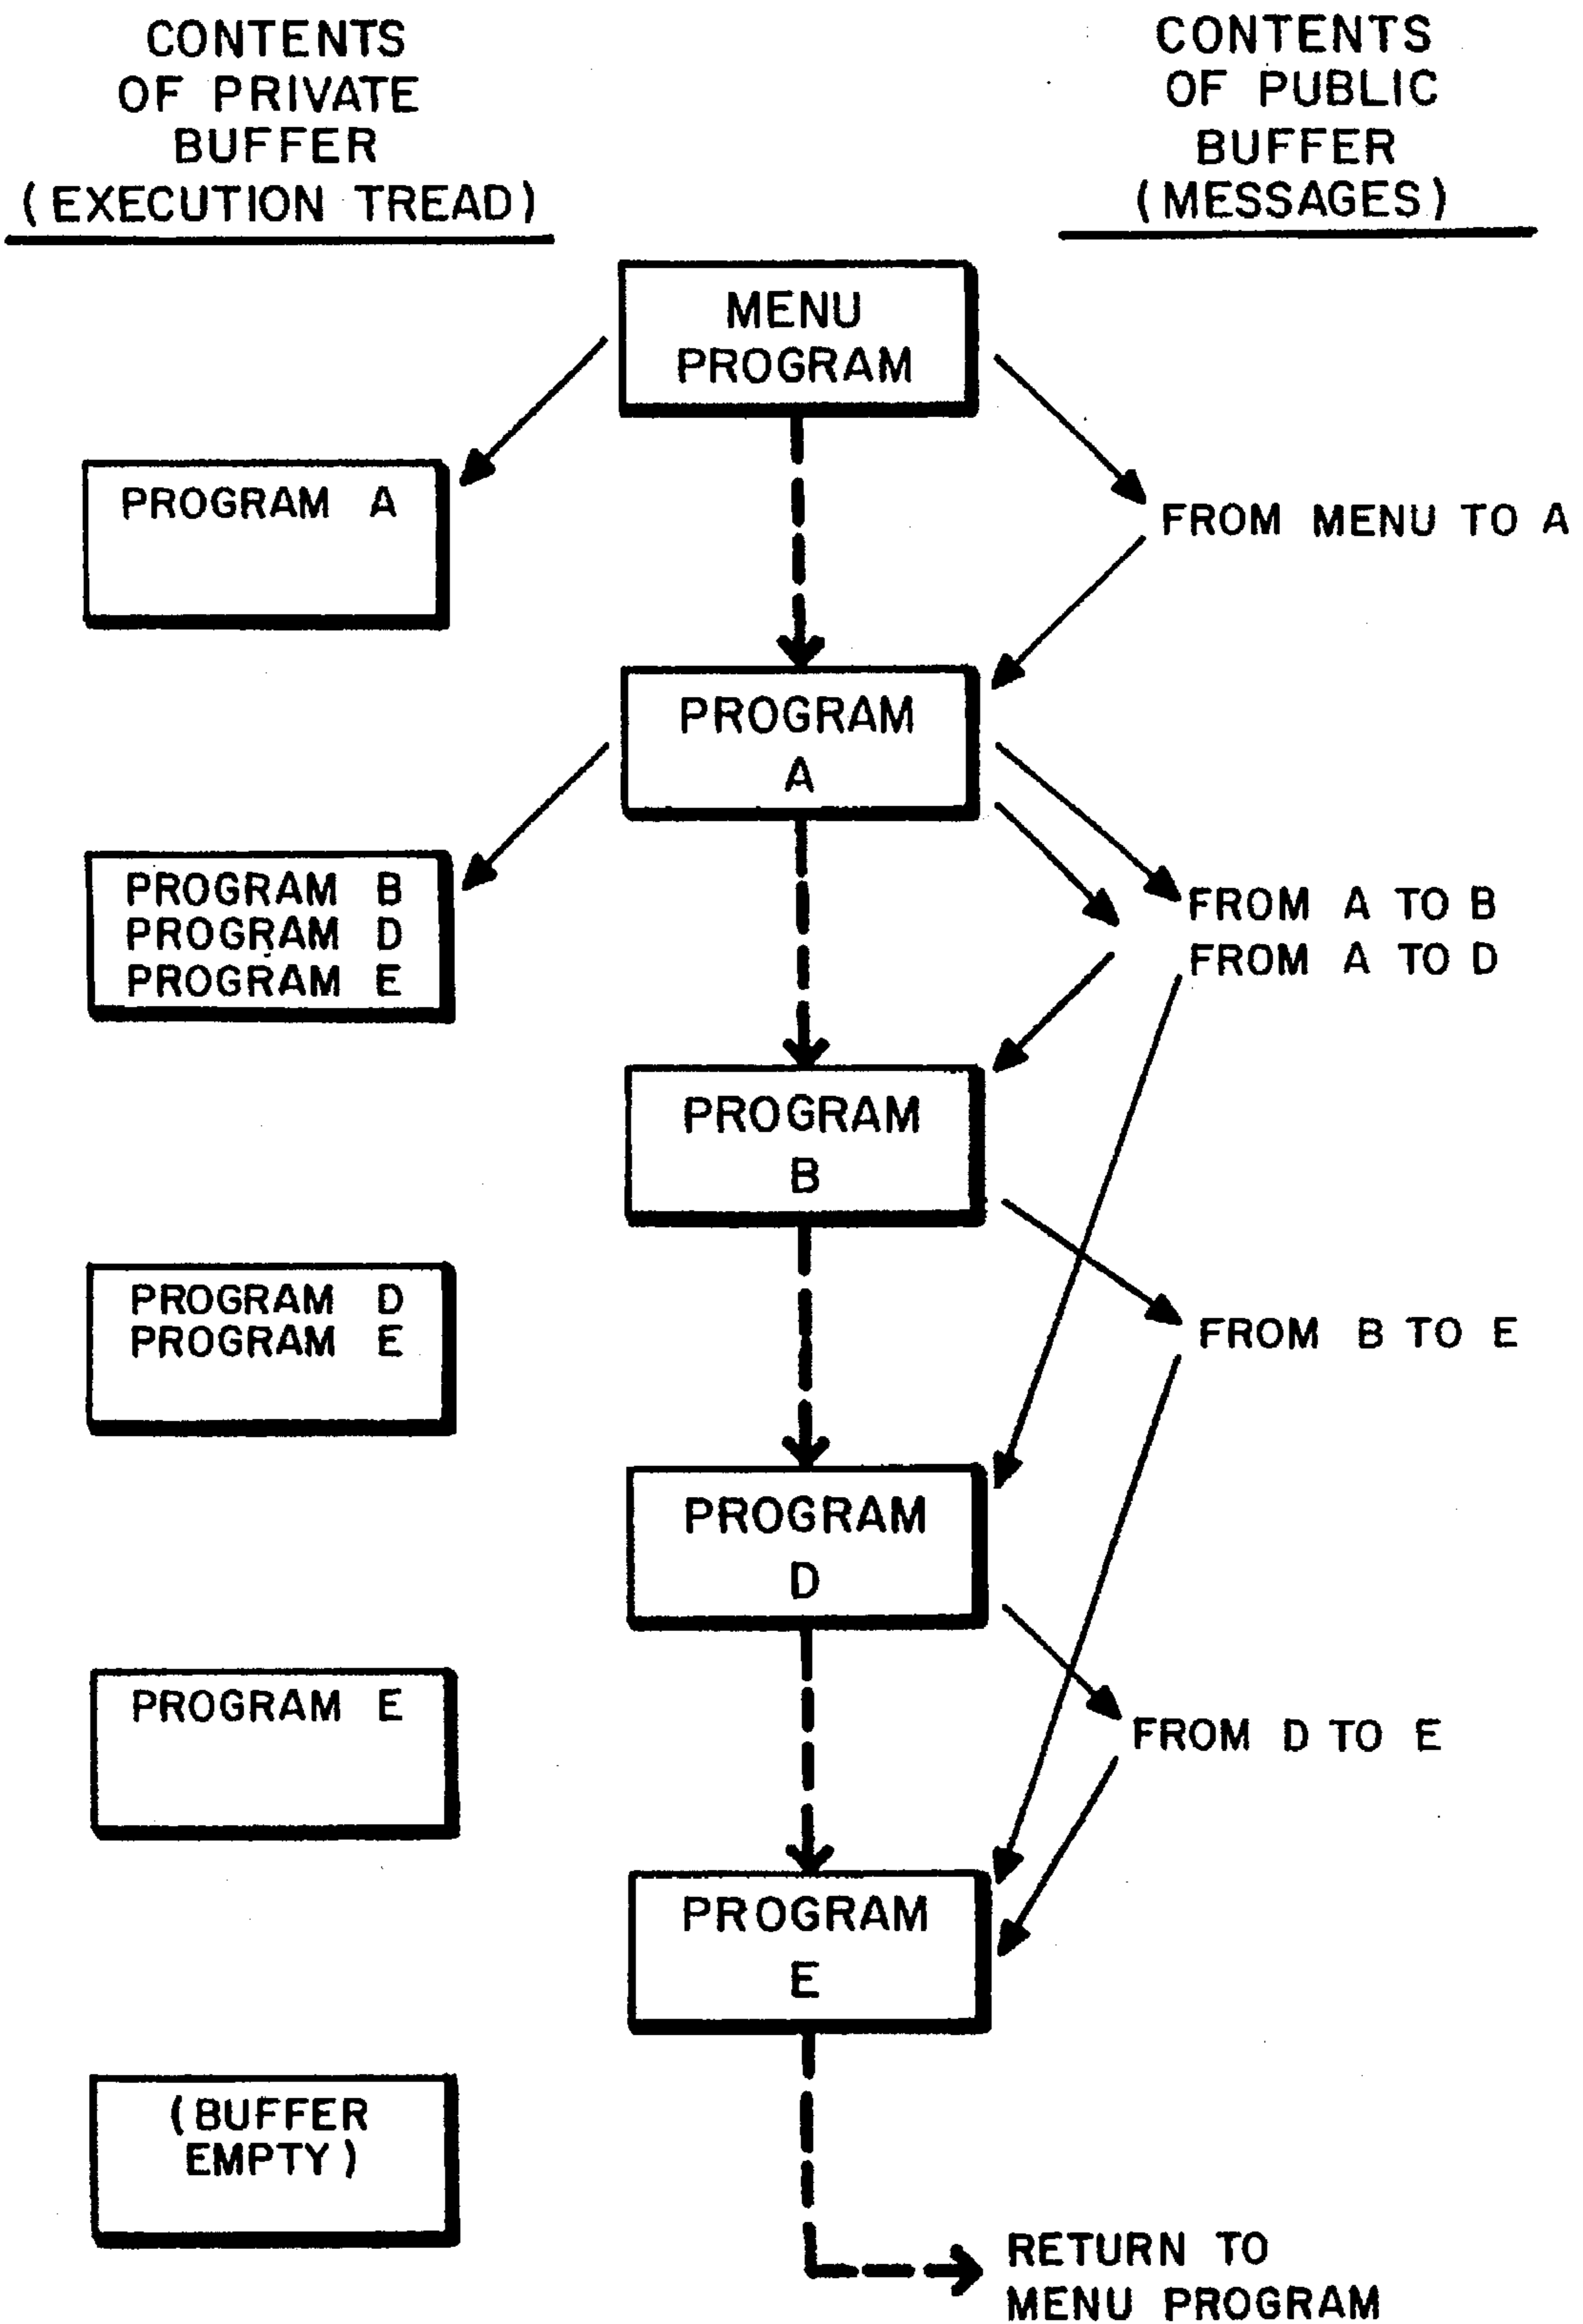 CONTENTS
OF PRIVATE
BUFFER
(EXECUTION TREAD)
CONTENTS
OF PUBLIC
BUFFER
(MESSAGES)
MENU
PROGRAM
PROGRAM A
FROM MENU TO A
PROGRAM
A
PROGRAM B
PROGRAM D
PROGRAM E
FROM A TO B
FROM A TO D
PROGRAM
B
PROGRAM D
PROGRAM E
FROM B TO E
PROGRAM
D
PROGRAM E
FROM D TO E
PROGRAM
E
(BUFFER
EMPTY)
RETURN TO
MENU PROGRAM